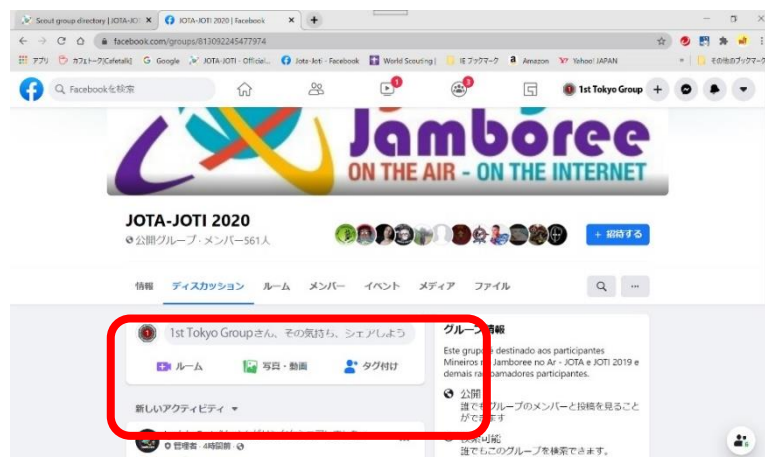 Scout group directory | JOTA-JO
JOTA-JOTI 2020 | Facebook
facebook.com/groups/813092245477974
アプリ
カフェトーク(Cafetalk)
Google
JOTA-JOTI - Official...
Jota-Joti - Facebook
World Scouting |
旧ブックマーク
Amazon
Yahoo! JAPAN
その他のブックマーク
Facebookを検索
1st Tokyo Group
Jamboree
ON THE AIR - ON THE INTERNET
JOTA-JOTI 2020
公開グループ · メンバー561人
+ 招待する
情報 ディスカッション ルーム メンバー イベント メディア ファイル
1st Tokyo Groupさん、その気持ち、シェアしよう
ルーム 写真・動画 タグ付け
新しいアクティビティ
管理者 · 4時間前
グループ情報
Este grupo é destinado aos participantes
Mineiros no Jamboree no Ar - JOTA e JOTI 2019 e
demais participantes.
公開
誰でもグループのメンバーと投稿を見ること
ができます
検索可能
誰でもこのグループを検索できます。